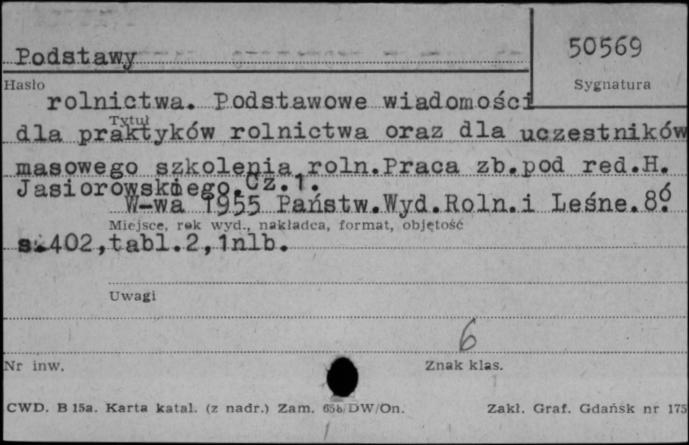 50569
Podstawy
Hasło
Sygnatura
rolnictwa. Podstawowe wiadomości
Tytuł
dla praktyków rolnictwa oraz dla uczestników
masowego szkolenia roln.Praca zb.pod red.H.
Jasiorowskiego.Cz.1.
W-wa 1955 Państw.Wyd.Roln.i Leśne.8º
Miejsce, rok wyd., nakładca, format, objętość
s.402,tabl.2,1nlb.
Uwagi
6
Nr inw.
Znak klas.
CWD. B 15a. Karta katal. (z nadr.) Zam. DW/On.
Zakł. Graf. Gdańsk nr 175